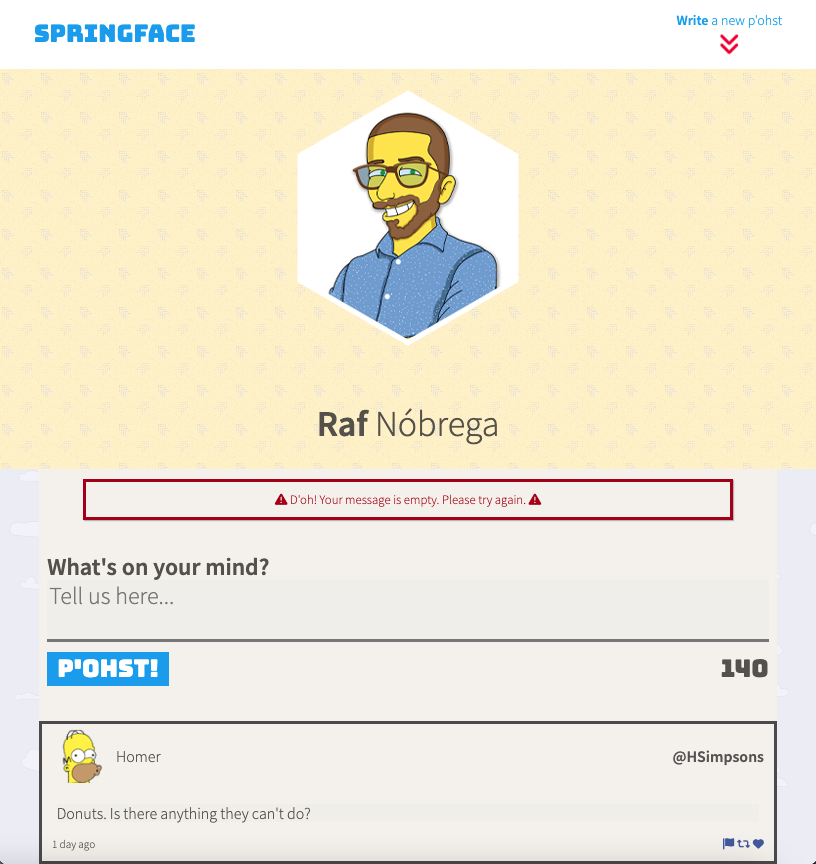 SPRINGFACE
Write a new p'ohst
Raf Nóbrega
D'oh! Your message is empty. Please try again.
What's on your mind?
Tell us here...
P'OHST!
140
Homer
@HSimpsons
Donuts. Is there anything they can't do?
1 day ago